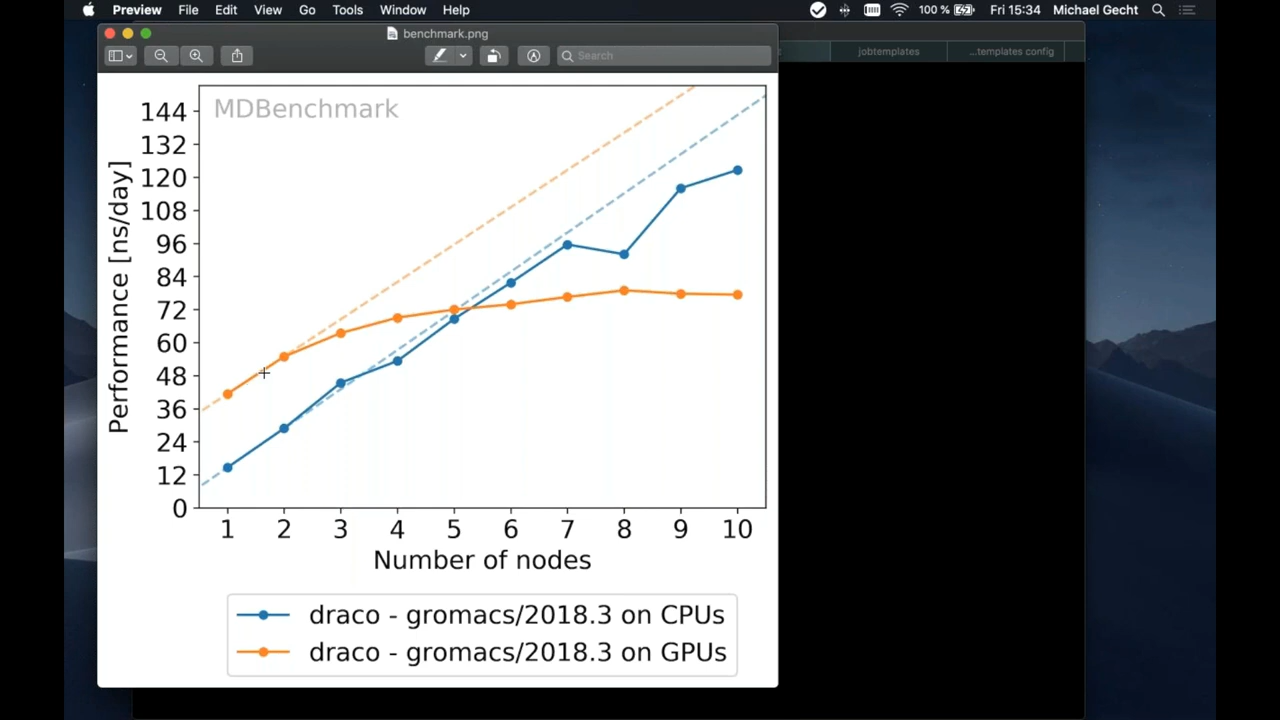 Preview File Edit View Go Tools Window Help 100 % Fri 15:34 Michael Gecht
benchmark.png
Search
jobtemplates
...templates config
MDBenchmark
Performance [ns/day]
144
132
120
108
96
84
72
60
48
36
24
12
0
1 2 3 4 5 6 7 8 9 10
Number of nodes
draco - gromacs/2018.3 on CPUs
draco - gromacs/2018.3 on GPUs